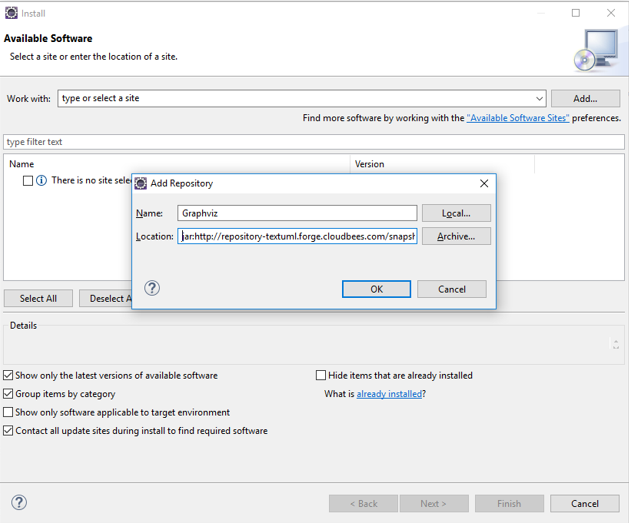 Install
Available Software
Select a site or enter the location of a site.
Work with: type or select a site Add...
Find more software by working with the "Available Software Sites" preferences.
type filter text
Name Version
There is no site selec
Add Repository
Name: Graphviz Local...
Location: jar:http://repository-textuml.forge.cloudbees.com/snapsh Archive...
OK Cancel
Select All Deselect A
Details
Show only the latest versions of available software
Hide items that are already installed
Group items by category
What is already installed?
Show only software applicable to target environment
Contact all update sites during install to find required software
< Back Next > Finish Cancel